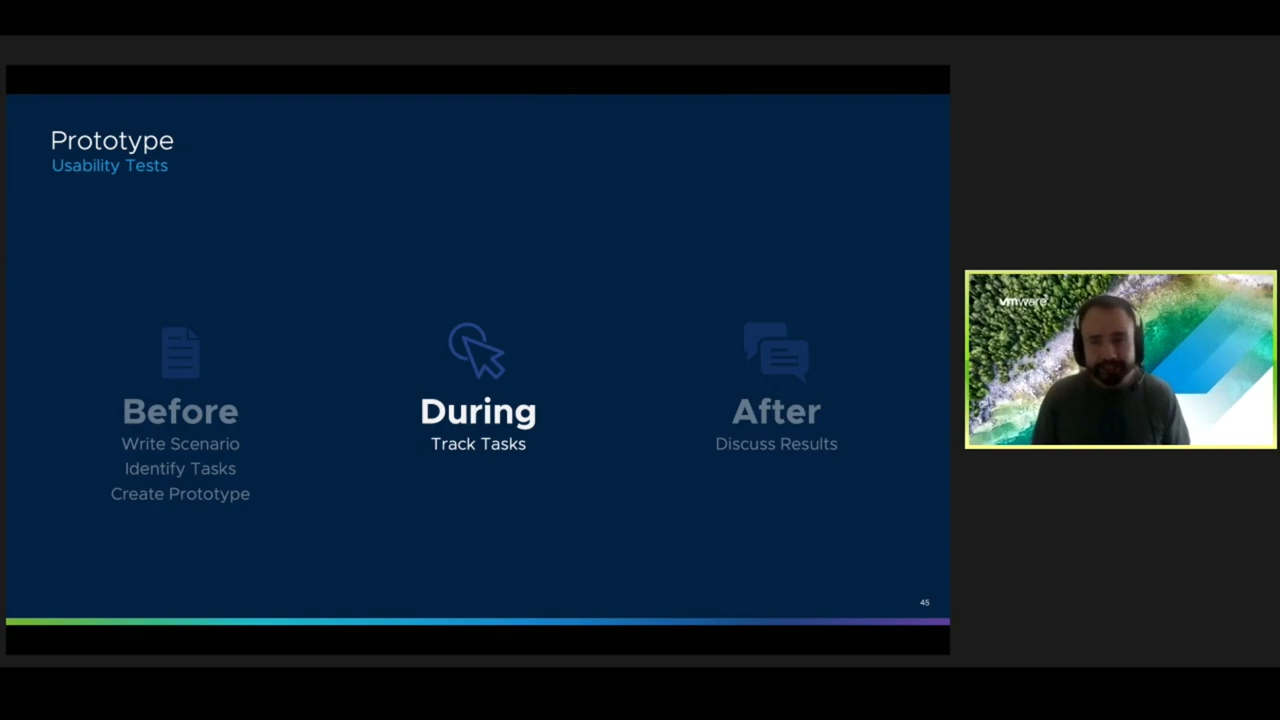 Prototype
Usability Tests
Before
Write Scenario
Identify Tasks
Create Prototype
During
Track Tasks
After
Discuss Results
45
vmware